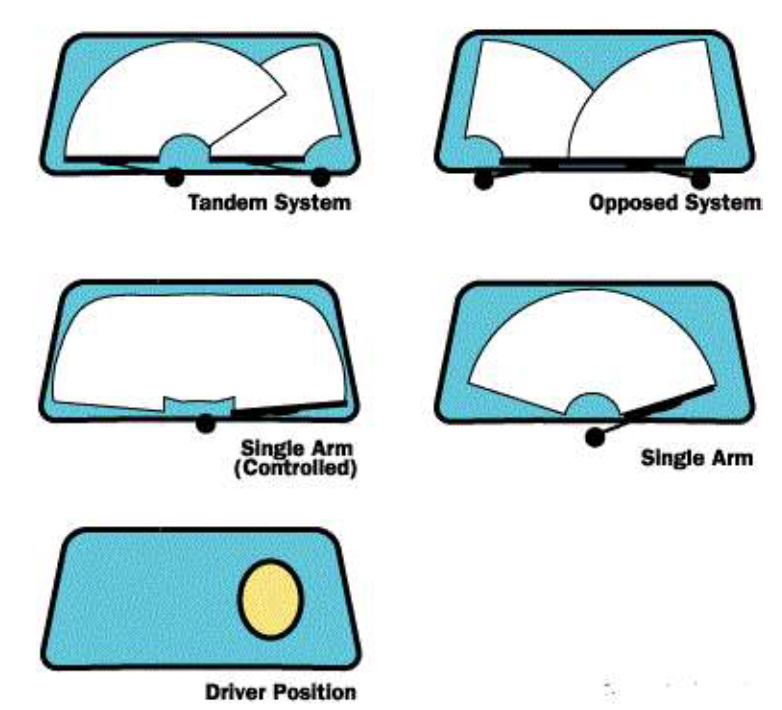 Tandem System
Opposed System
Single Arm
(Controlled)
Single Arm
Driver Position